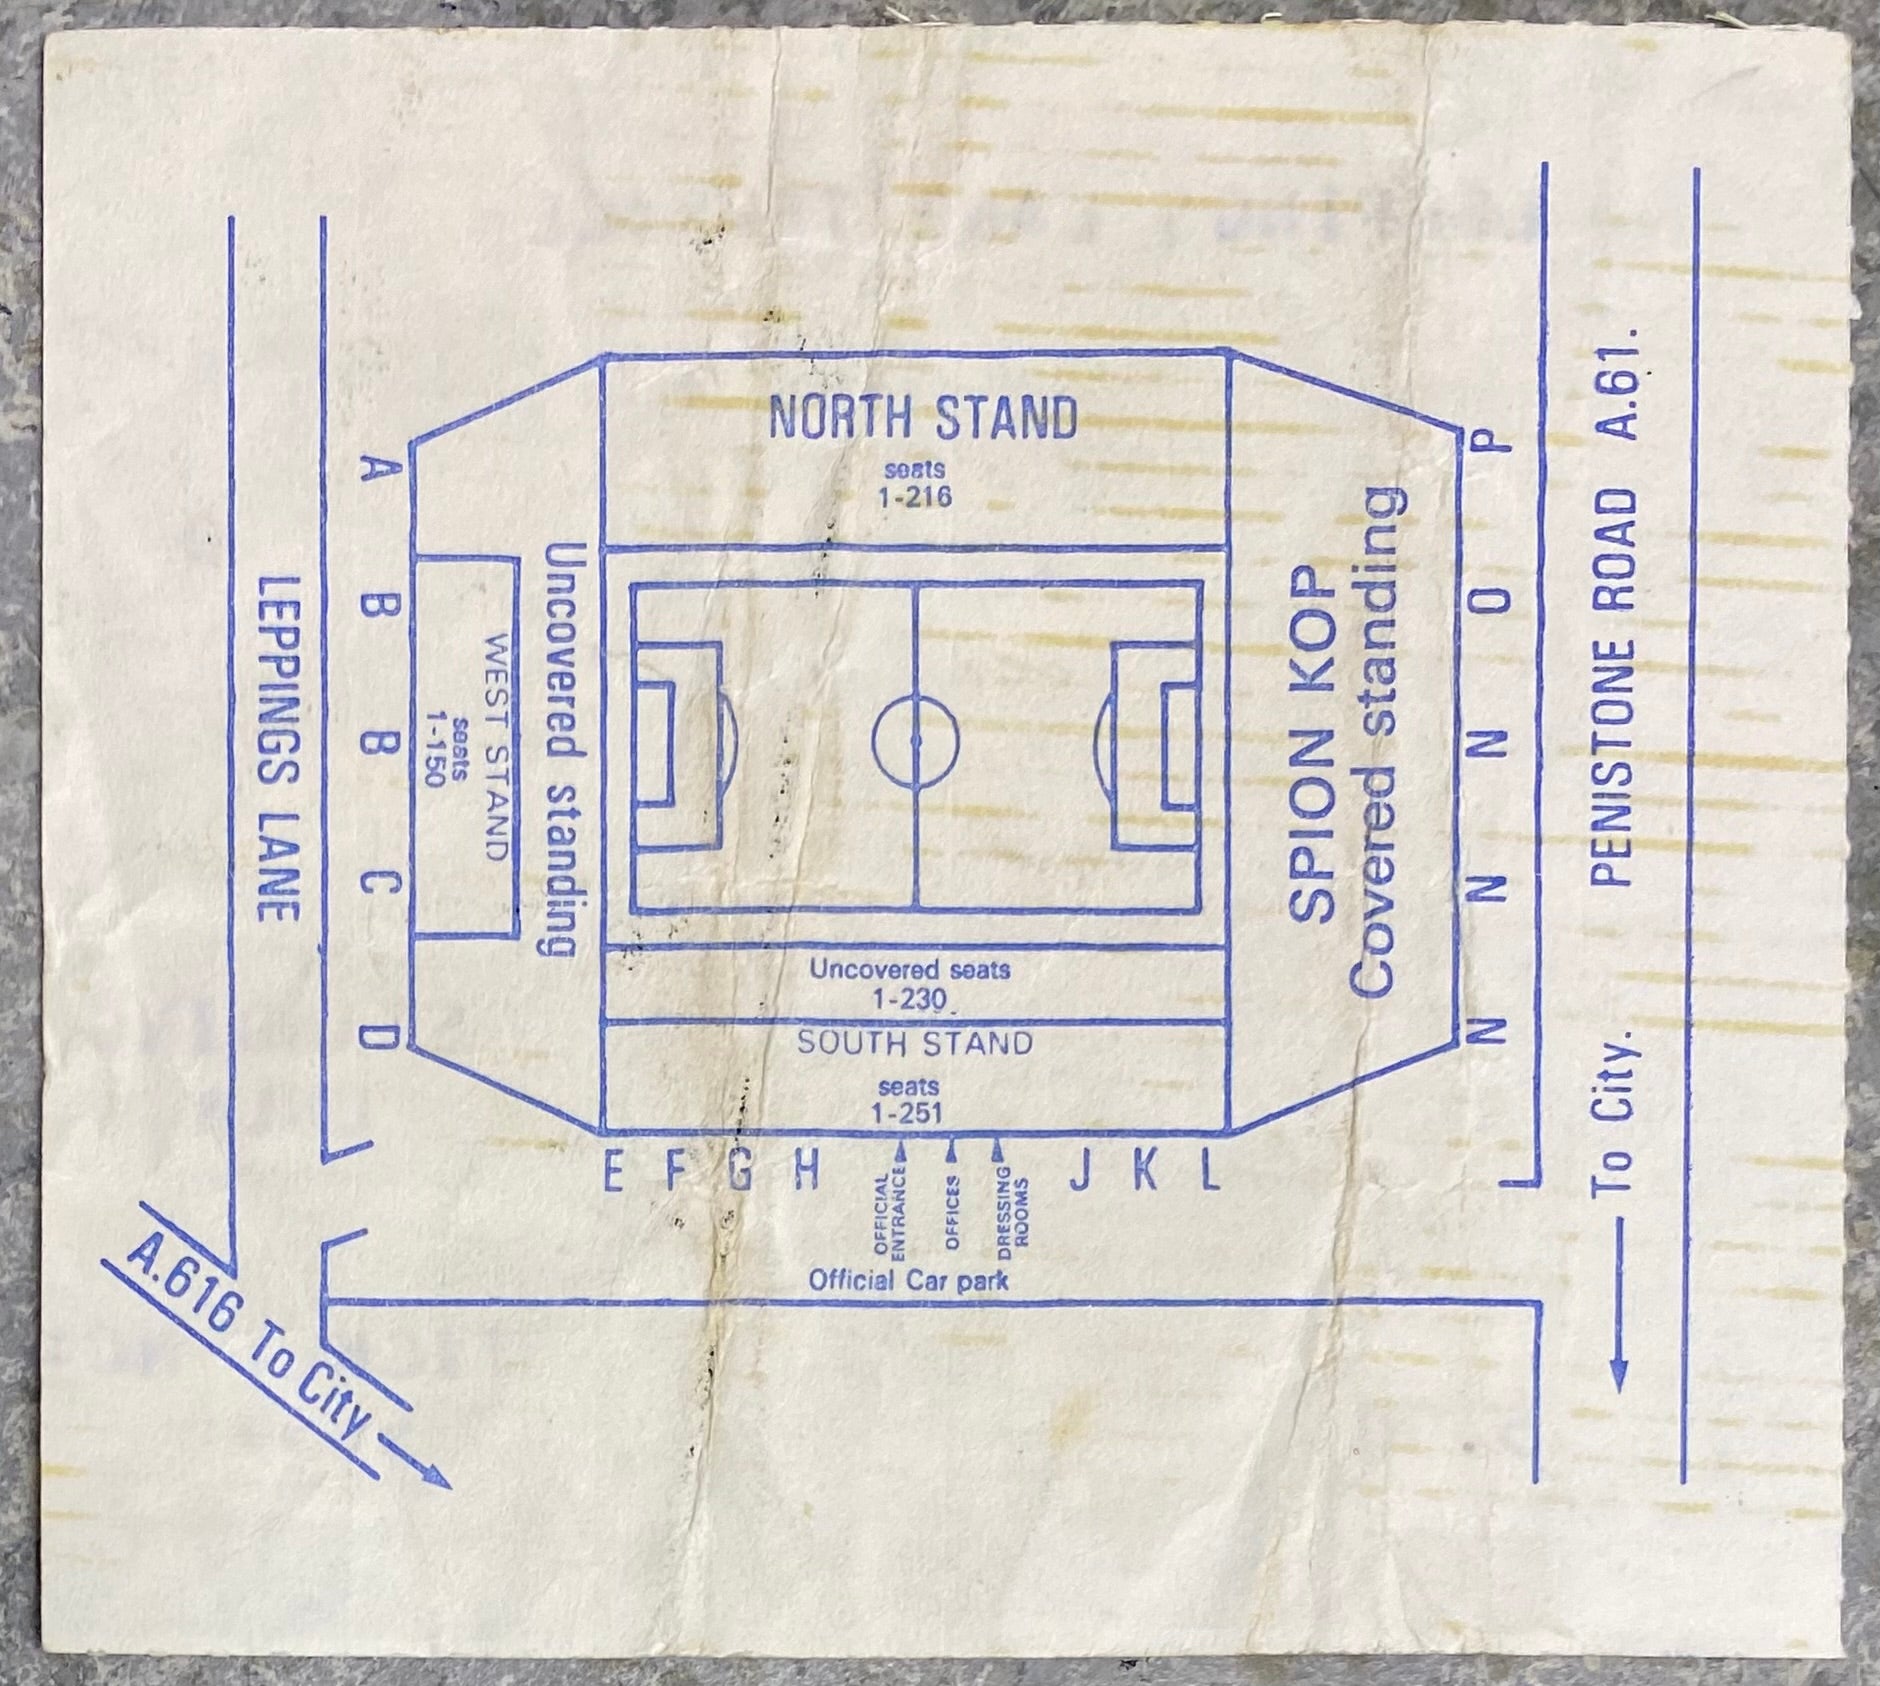 NORTH STAND
seats
1-216
LEPPINGS LANE
A
B
B
C
D
WEST STAND
seats
1-150
Uncovered standing
SPION KOP
Covered standing
P
O
N
N
N
PENISTONE ROAD A.61.
To City.
Uncovered seats
1-230
SOUTH STAND
seats
1-251
E F G H
OFFICIAL
ENTRANCE
OFFICES
DRESSING
ROOMS
J K L
Official Car park
A.616 To City